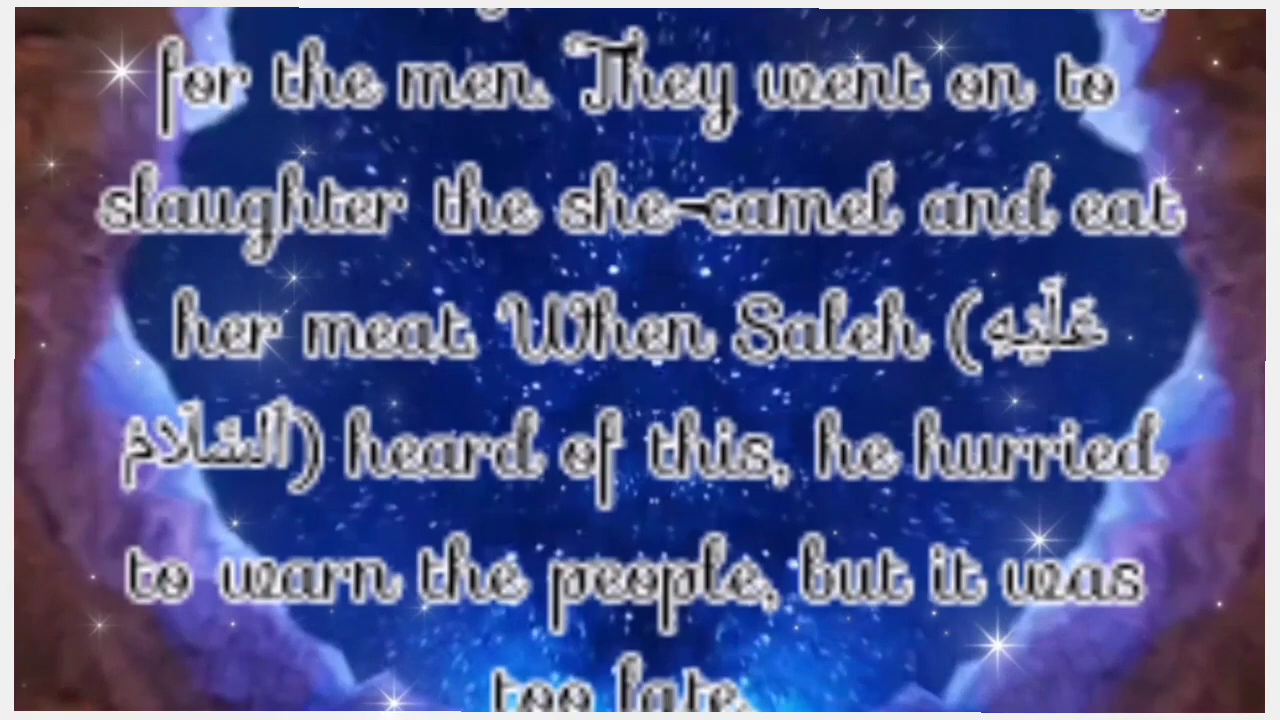 for the men. They went on to
slaughter the she-camel and eat
her meat. When Saleh (عَلَيْهِ
ٱلسَّلَامُ) heard of this, he hurried
to warn the people, but it was
too late.